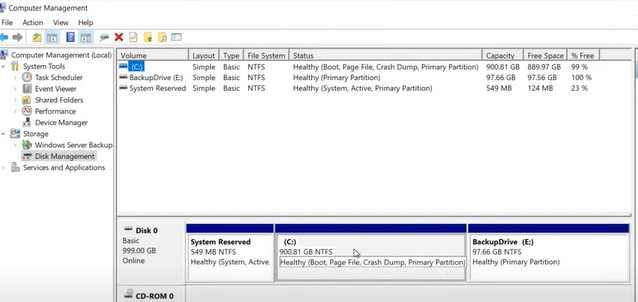 Computer Management
File Action View Help
Computer Management (Local)
System Tools
Task Scheduler
Event Viewer
Shared Folders
Performance
Device Manager
Storage
Windows Server Backup
Disk Management
Services and Applications
Volume Layout Type File System Status Capacity Free Space % Free
(C:) Simple Basic NTFS Healthy (Boot, Page File, Crash Dump, Primary Partition) 900.81 GB 889.97 GB 99 %
BackupDrive (E:) Simple Basic NTFS Healthy (Primary Partition) 97.66 GB 97.56 GB 100 %
System Reserved Simple Basic NTFS Healthy (System, Active, Primary Partition) 549 MB 124 MB 23 %
Disk 0
Basic
999.00 GB
Online
System Reserved
549 MB NTFS
Healthy (System, Active,
(C:)
900.81 GB NTFS
Healthy (Boot, Page File, Crash Dump, Primary Partition)
BackupDrive (E:)
97.66 GB NTFS
Healthy (Primary Partition)
CD-ROM 0